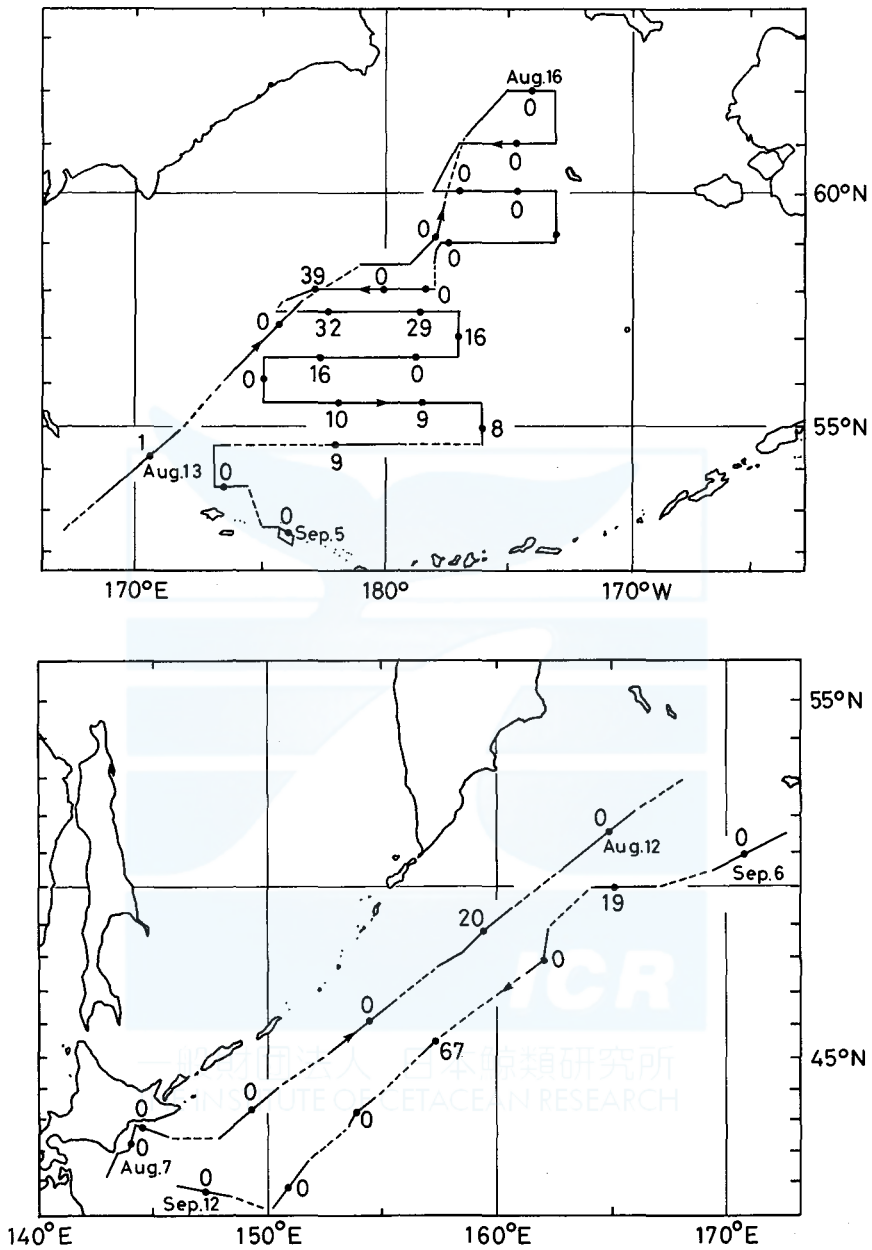 Aug.16
0
0
0
0
60°N
0
0
39
0
0
0
32
29
16
0
16
0
10
9
8
55°N
1
Aug.13
9
0
0
Sep.5
170°E
180°
170°W
55°N
0
Aug.12
0
Sep.6
20
19
0
0
67
45°N
0
0
0
0
Aug.7
0
Sep.12
0
140°E
150°E
160°E
170°E
ICR
一般財団法人 日本鯨類研究所
THE INSTITUTE OF CETACEAN RESEARCH